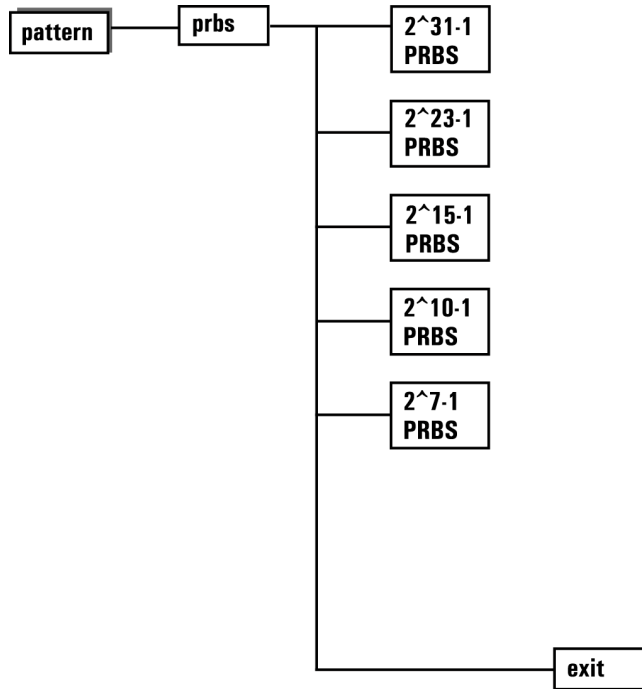 pattern
prbs
2^31-1
PRBS
2^23-1
PRBS
2^15-1
PRBS
2^10-1
PRBS
2^7-1
PRBS
exit